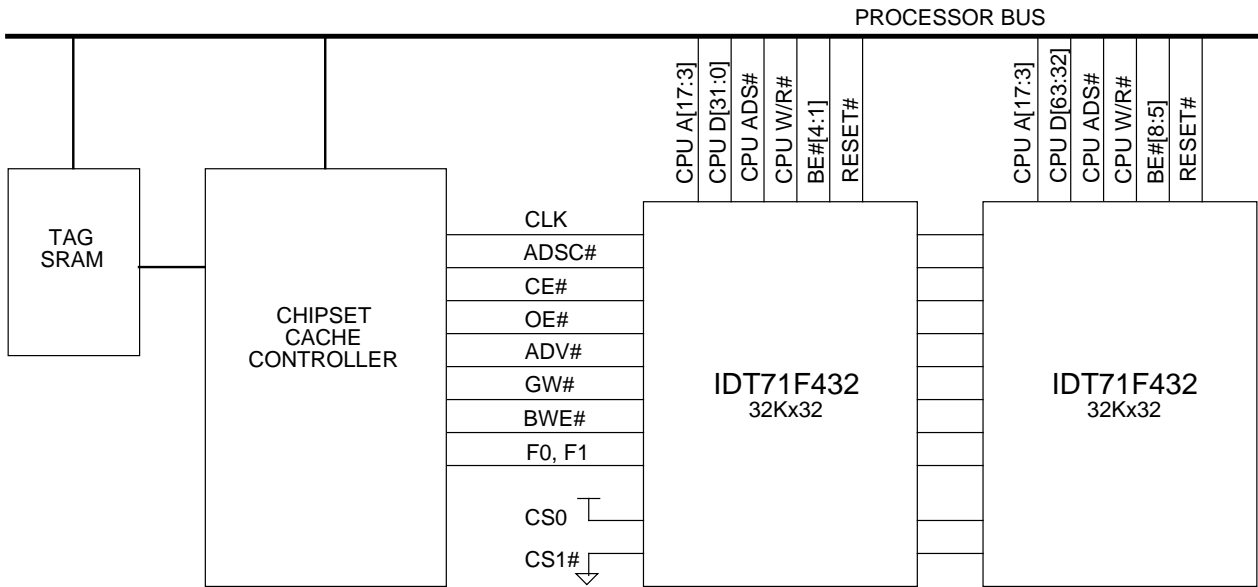 PROCESSOR BUS
CPU A[17:3]
CPU D[31:0]
CPU ADS#
CPU W/R#
BE#[4:1]
RESET#
CPU A[17:3]
CPU D[63:32]
CPU ADS#
CPU W/R#
BE#[8:5]
RESET#
TAG
SRAM
CHIPSET
CACHE
CONTROLLER
CLK
ADSC#
CE#
OE#
ADV#
GW#
BWE#
F0, F1
CS0
CS1#
IDT71F432
32Kx32
IDT71F432
32Kx32